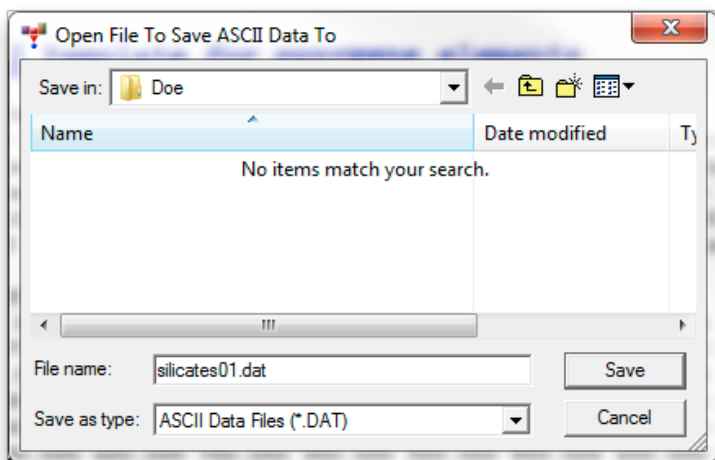 Open File To Save ASCII Data To
Save in: Doe
Name Date modified Ty
No items match your search.
File name: silicates01.dat Save
Save as type: ASCII Data Files (*.DAT) Cancel